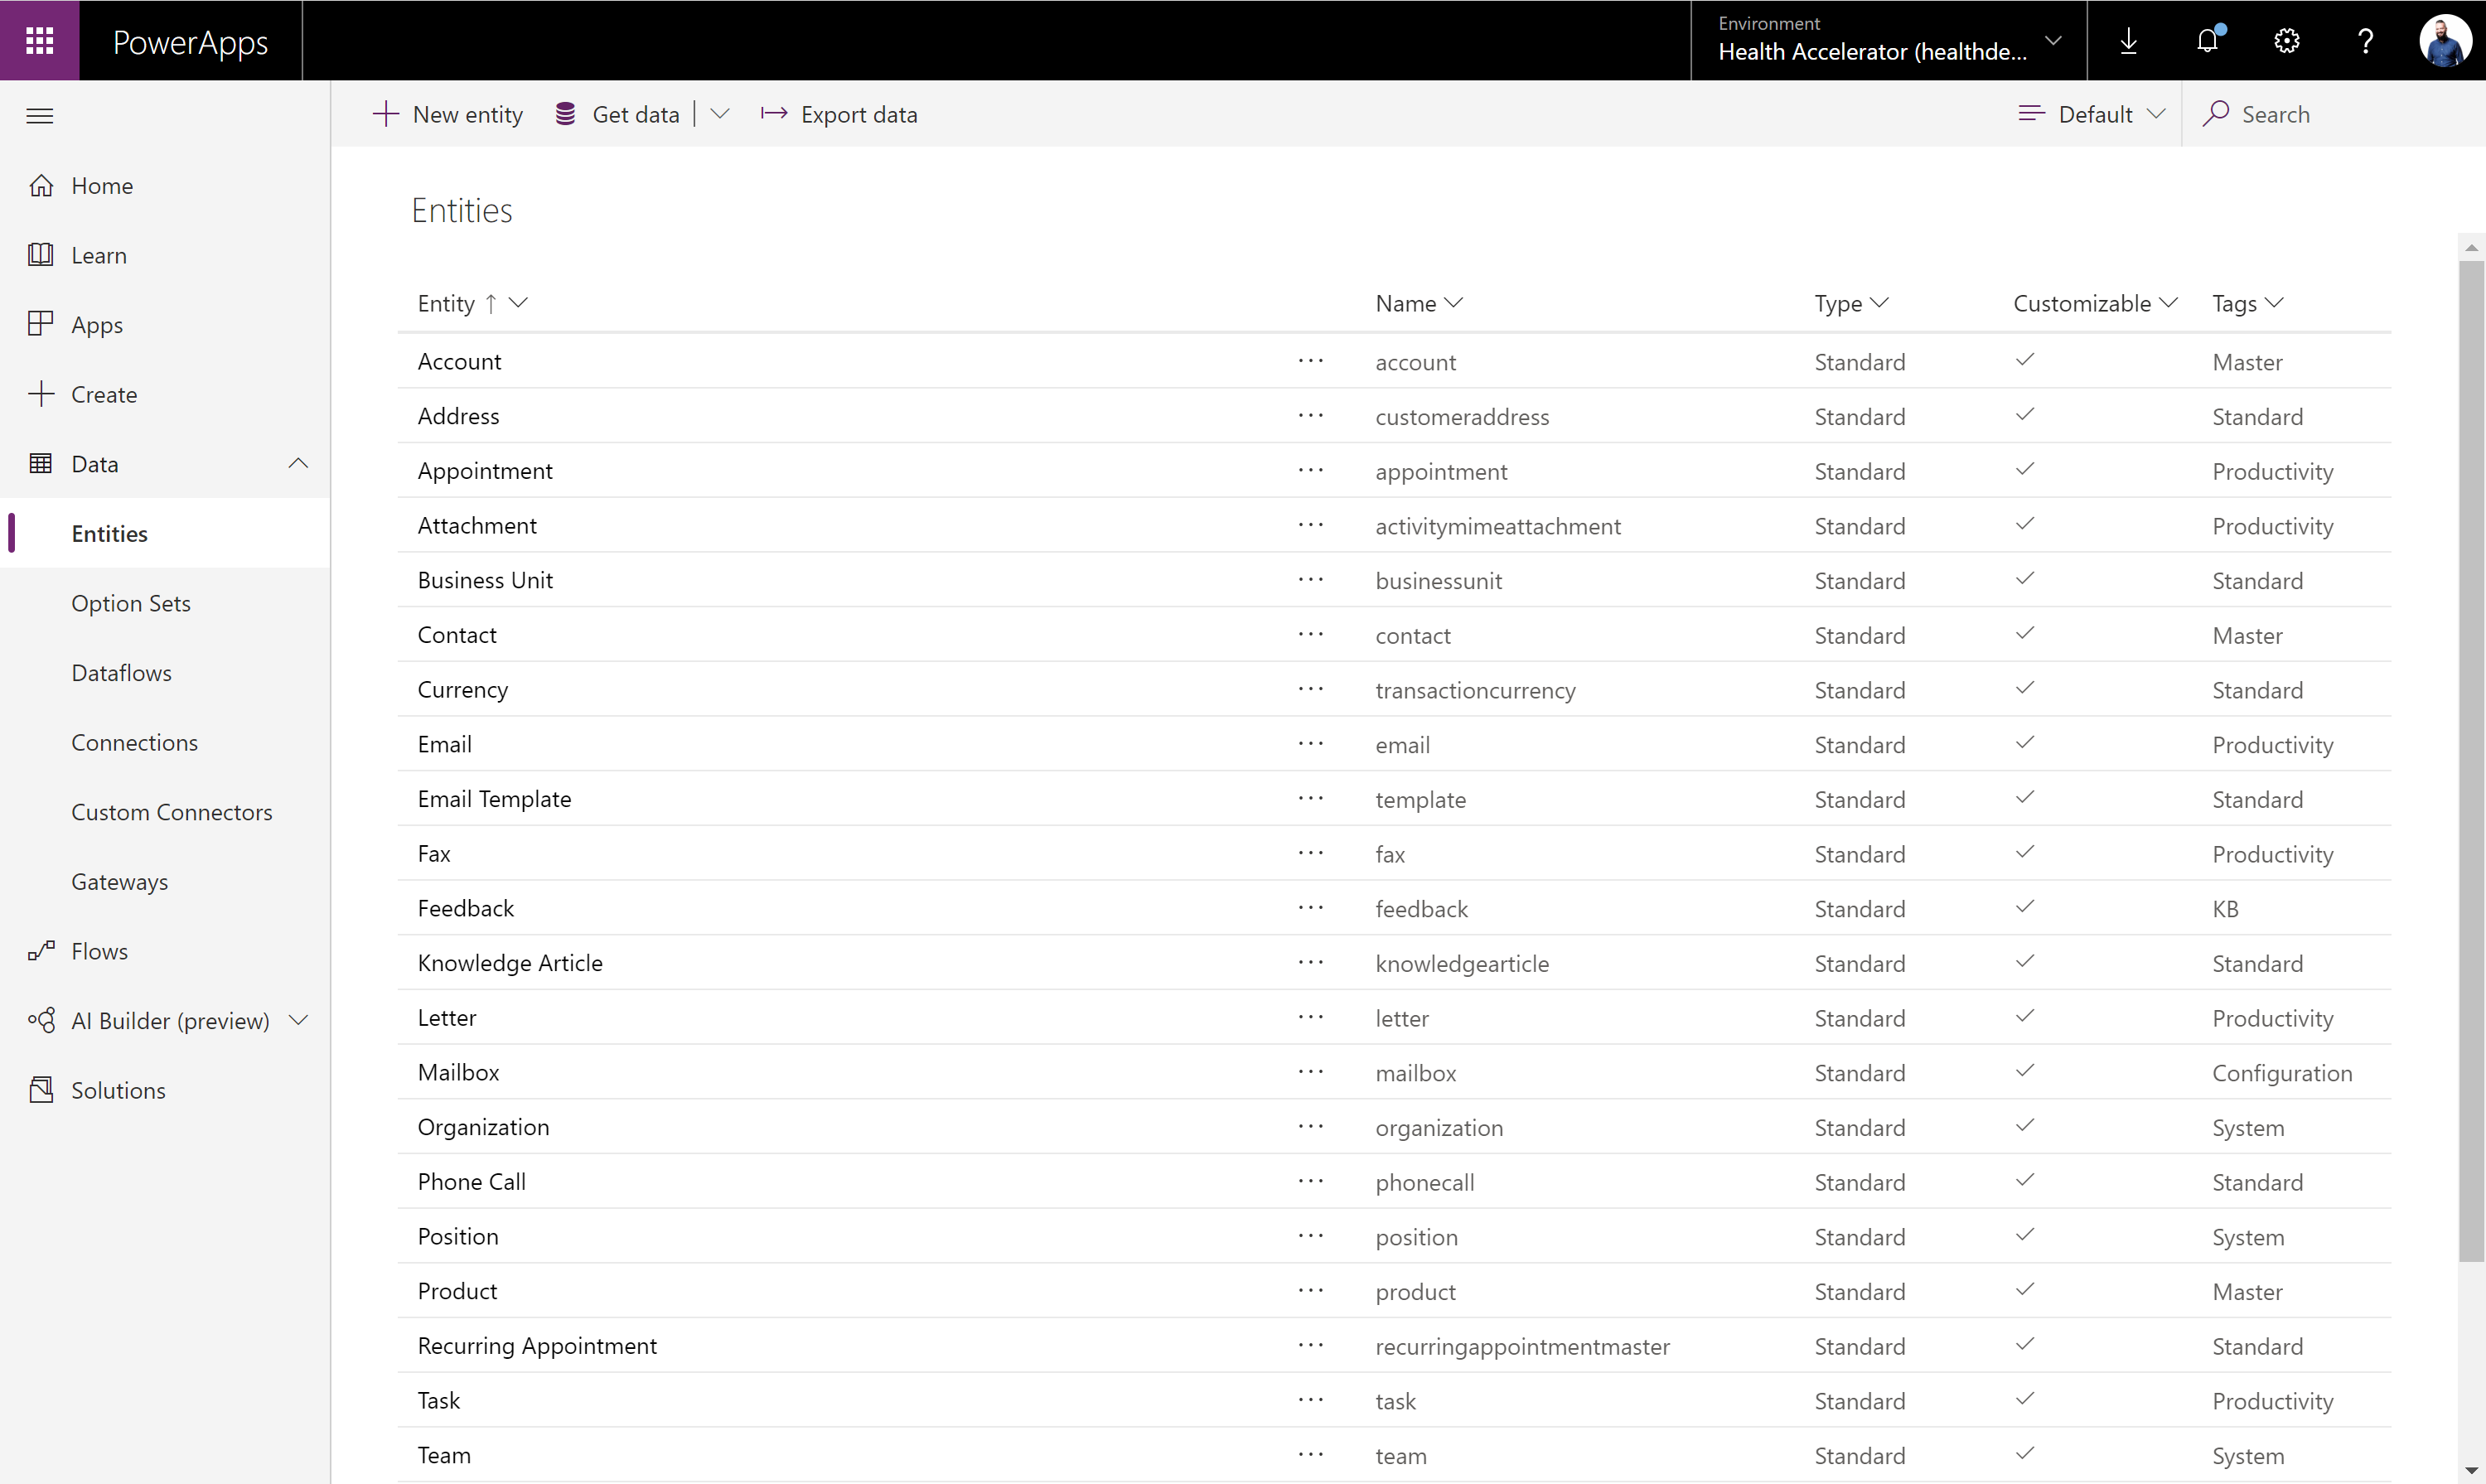 PowerApps
Environment
Health Accelerator (healthde...
New entity
Get data
Export data
Default
Search
Home
Learn
Apps
Create
Data
Entities
Option Sets
Dataflows
Connections
Custom Connectors
Gateways
Flows
AI Builder (preview)
Solutions
Entities
Entity Name Type Customizable Tags
Account ... account Standard Master
Address ... customeraddress Standard Standard
Appointment ... appointment Standard Productivity
Attachment ... activitymimeattachment Standard Productivity
Business Unit ... businessunit Standard Standard
Contact ... contact Standard Master
Currency ... transactioncurrency Standard Standard
Email ... email Standard Productivity
Email Template ... template Standard Standard
Fax ... fax Standard Productivity
Feedback ... feedback Standard KB
Knowledge Article ... knowledgearticle Standard Standard
Letter ... letter Standard Productivity
Mailbox ... mailbox Standard Configuration
Organization ... organization Standard System
Phone Call ... phonecall Standard Standard
Position ... position Standard System
Product ... product Standard Master
Recurring Appointment ... recurringappointmentmaster Standard Standard
Task ... task Standard Productivity
Team ... team Standard System